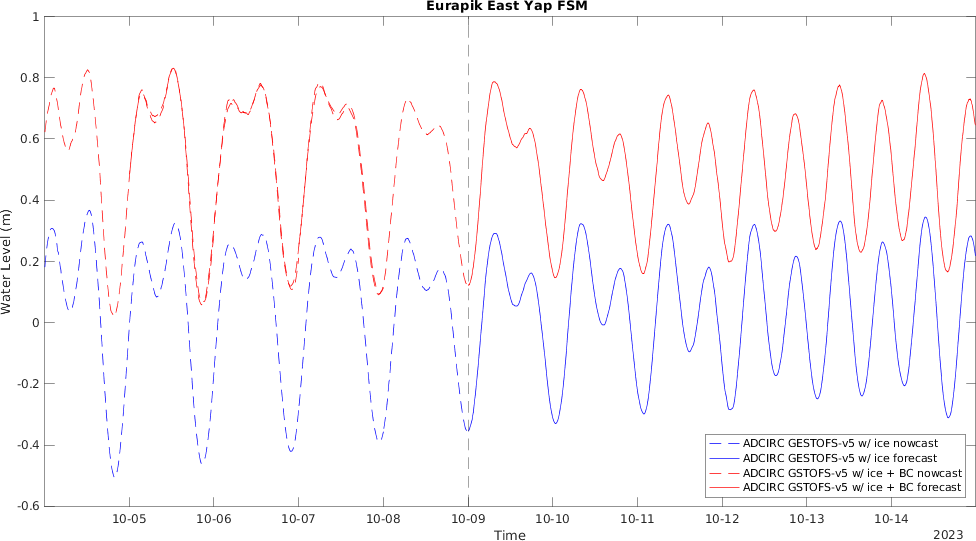 Eurapik East Yap FSM
Water Level (m)
1
0.8
0.6
0.4
0.2
0
-0.2
-0.4
-0.6
10-05 10-06 10-07 10-08 10-09 10-10 10-11 10-12 10-13 10-14
Time
2023
ADCIRC GESTOFS-v5 w/ ice nowcast
ADCIRC GESTOFS-v5 w/ ice forecast
ADCIRC GSTOFS-v5 w/ ice + BC nowcast
ADCIRC GSTOFS-v5 w/ ice + BC forecast